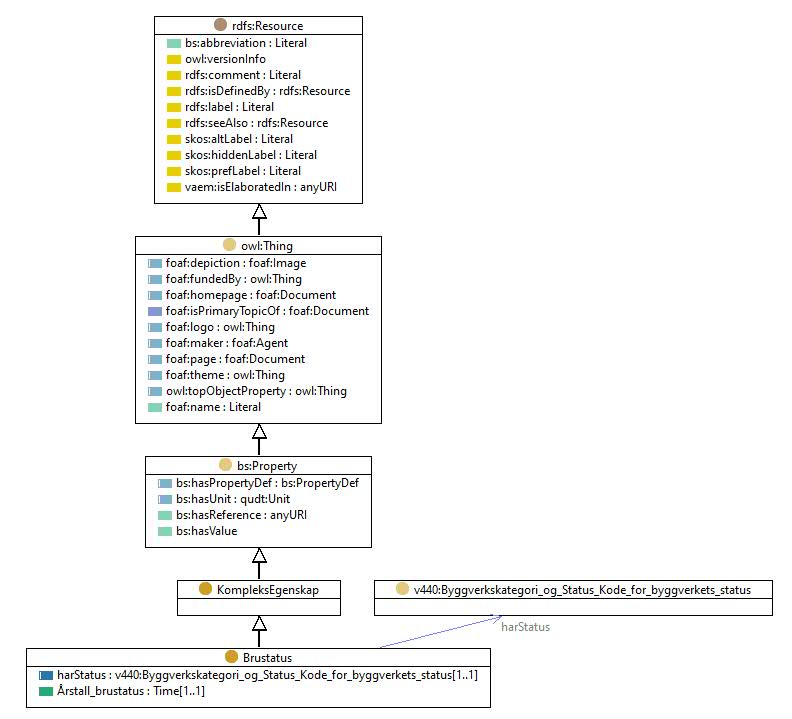 rdfs:Resource
bs:abbreviation : Literal
owl:versionInfo
rdfs:comment : Literal
rdfs:isDefinedBy : rdfs:Resource
rdfs:label : Literal
rdfs:seeAlso : rdfs:Resource
skos:altLabel : Literal
skos:hiddenLabel : Literal
skos:prefLabel : Literal
vaem:isElaboratedIn : anyURI
owl:Thing
foaf:depiction : foaf:Image
foaf:fundedBy : owl:Thing
foaf:homepage : foaf:Document
foaf:isPrimaryTopicOf : foaf:Document
foaf:logo : owl:Thing
foaf:maker : foaf:Agent
foaf:page : foaf:Document
foaf:theme : owl:Thing
owl:topObjectProperty : owl:Thing
foaf:name : Literal
bs:Property
bs:hasPropertyDef : bs:PropertyDef
bs:hasUnit : qudt:Unit
bs:hasReference : anyURI
bs:hasValue
KompleksEgenskap
v440:Byggverkskategori_og_Status_Kode_for_byggverkets_status
harStatus
Brustatus
harStatus : v440:Byggverkskategori_og_Status_Kode_for_byggverkets_status[1..1]
Årstall_brustatus : Time[1..1]